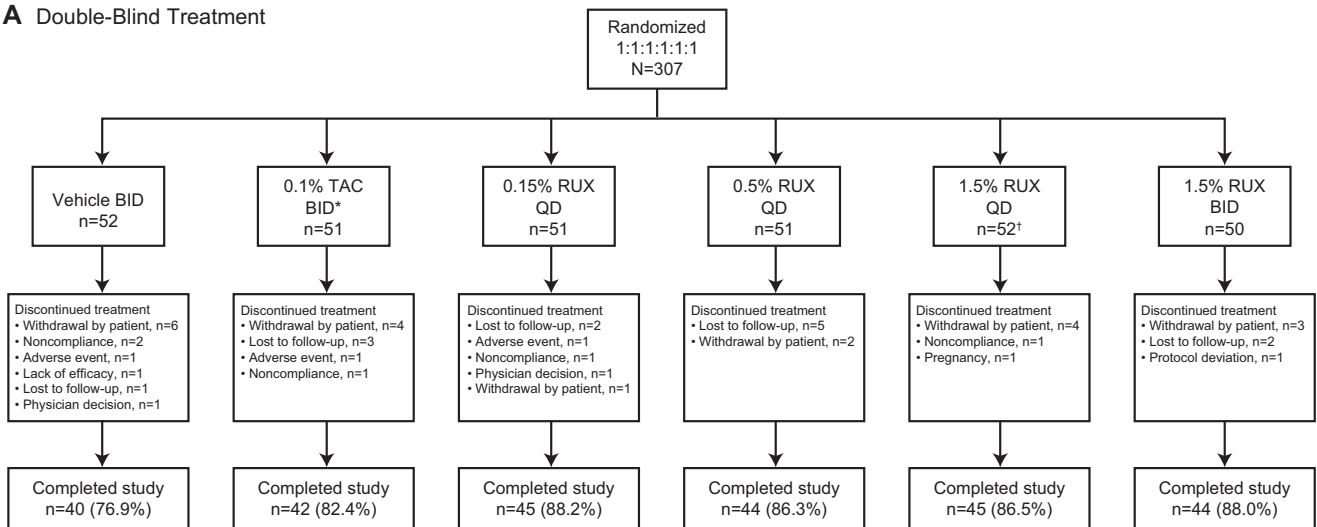 A Double-Blind Treatment
Randomized
1:1:1:1:1:1
N=307
Vehicle BID
n=52
0.1% TAC
BID*
n=51
0.15% RUX
QD
n=51
0.5% RUX
QD
n=51
1.5% RUX
QD
n=52†
1.5% RUX
BID
n=50
Discontinued treatment
• Withdrawal by patient, n=6
• Noncompliance, n=2
• Adverse event, n=1
• Lack of efficacy, n=1
• Lost to follow-up, n=1
• Physician decision, n=1
Discontinued treatment
• Withdrawal by patient, n=4
• Lost to follow-up, n=3
• Adverse event, n=1
• Noncompliance, n=1
Discontinued treatment
• Lost to follow-up, n=2
• Adverse event, n=1
• Noncompliance, n=1
• Physician decision, n=1
• Withdrawal by patient, n=1
Discontinued treatment
• Lost to follow-up, n=5
• Withdrawal by patient, n=2
Discontinued treatment
• Withdrawal by patient, n=4
• Noncompliance, n=1
• Pregnancy, n=1
Discontinued treatment
• Withdrawal by patient, n=3
• Lost to follow-up, n=2
• Protocol deviation, n=1
Completed study
n=40 (76.9%)
Completed study
n=42 (82.4%)
Completed study
n=45 (88.2%)
Completed study
n=44 (86.3%)
Completed study
n=45 (86.5%)
Completed study
n=44 (88.0%)